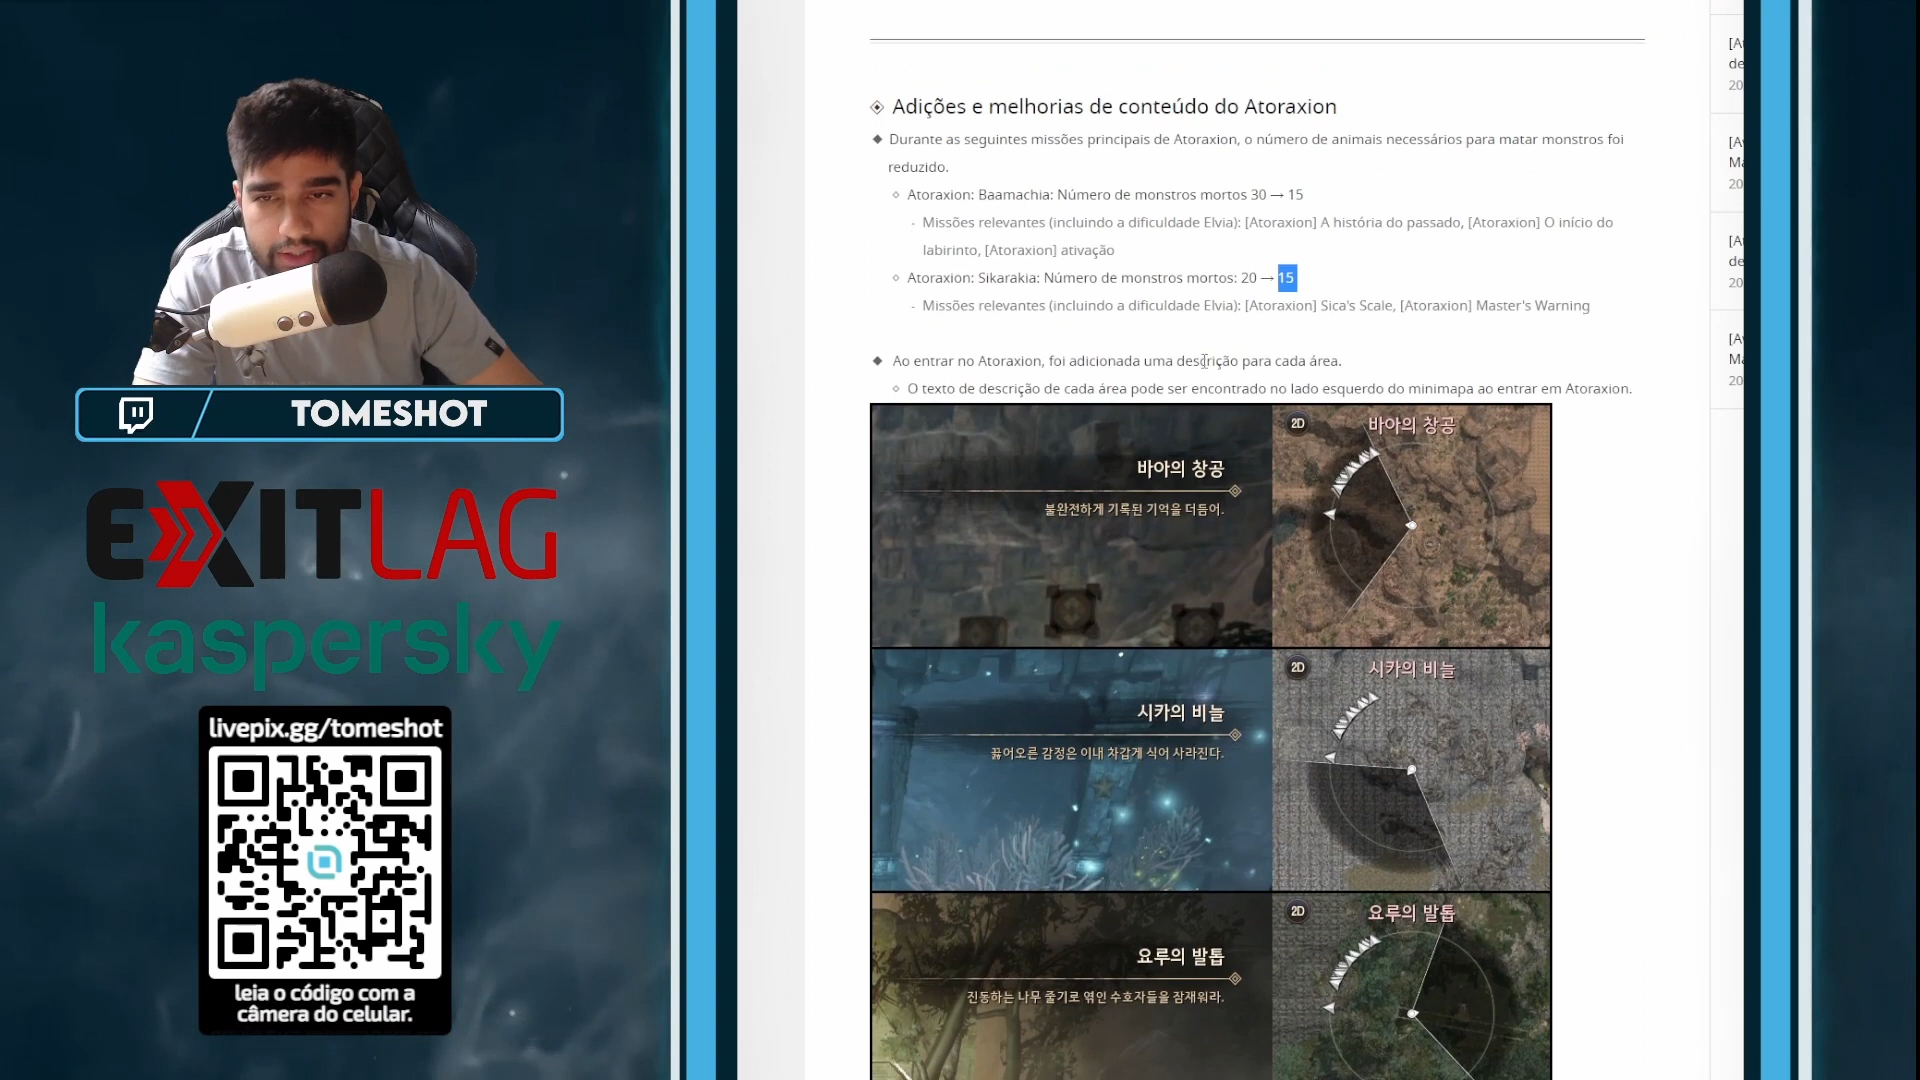 TOMESHOT
EXITLAG
kaspersky
livepix.gg/tomeshot
leia o código com a
câmera do celular.
Adições e melhorias de conteúdo do Atoraxion
Durante as seguintes missões principais de Atoraxion, o número de animais necessários para matar monstros foi
reduzido.
Atoraxion: Baamachia: Número de monstros mortos 30 → 15
- Missões relevantes (incluindo a dificuldade Elvia): [Atoraxion] A história do passado, [Atoraxion] O início do
labirinto, [Atoraxion] ativação
Atoraxion: Sikarakia: Número de monstros mortos: 20 → 15
- Missões relevantes (incluindo a dificuldade Elvia): [Atoraxion] Sica's Scale, [Atoraxion] Master's Warning
Ao entrar no Atoraxion, foi adicionada uma descrição para cada área.
O texto de descrição de cada área pode ser encontrado no lado esquerdo do minimapa ao entrar em Atoraxion.
바아의 창공
불완전하게 기록된 기억을 더듬어.
2D
바아의 창공
시카의 비늘
끓어오른 감정은 이내 차갑게 식어 사라진다.
2D
시카의 비늘
요루의 발톱
진동하는 나무 줄기로 엮인 수호자들을 잠재워라.
2D
요루의 발톱
de
20
Ma
20
de
20
Ma
20